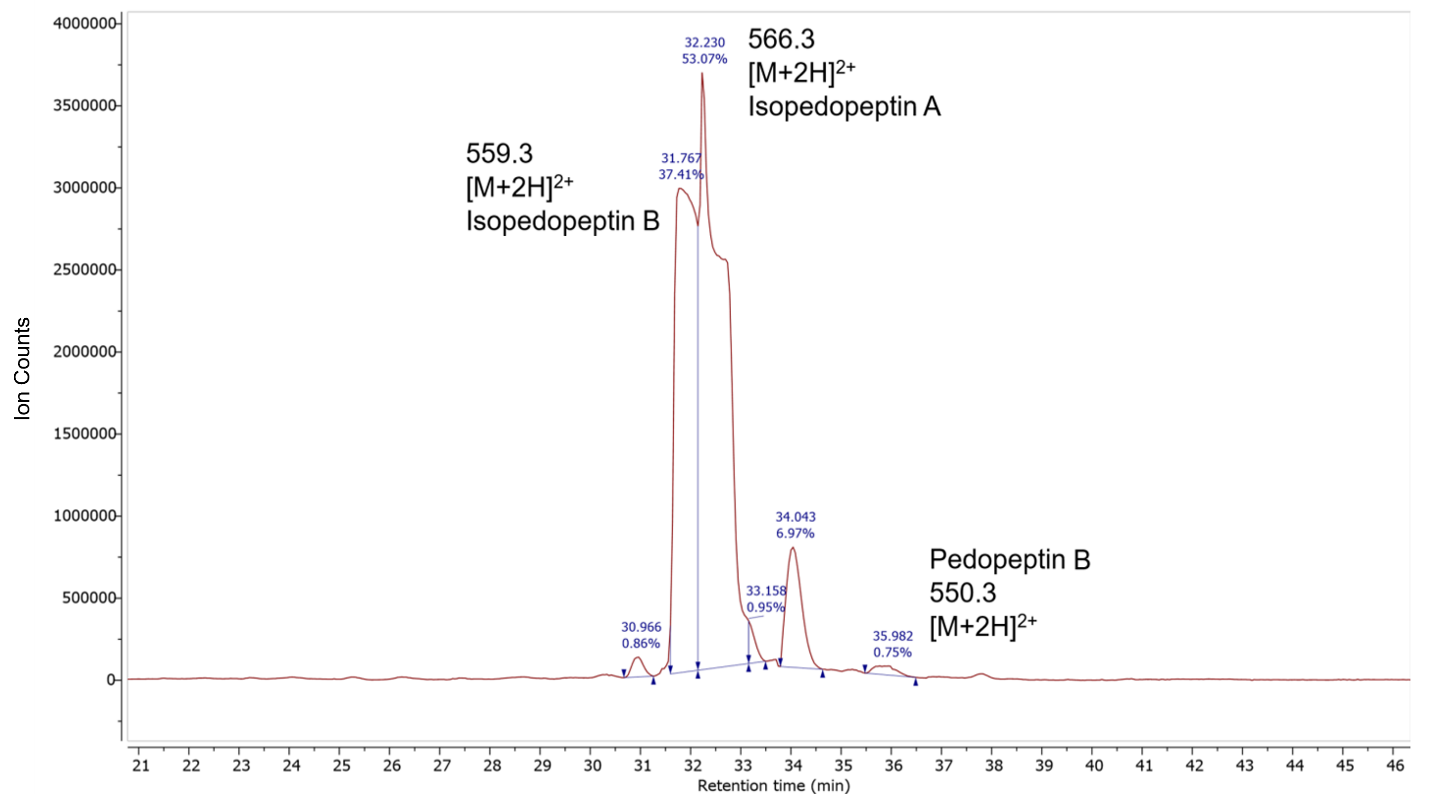 4000000
3500000
3000000
2500000
2000000
1500000
1000000
500000
0
Ion Counts
559.3
[M+2H]²⁺
Isopedopeptin B
31.767
37.41%
32.230
53.07%
566.3
[M+2H]²⁺
Isopedopeptin A
30.966
0.86%
33.158
0.95%
34.043
6.97%
35.982
0.75%
Pedopeptin B
550.3
[M+2H]²⁺
21 22 23 24 25 26 27 28 29 30 31 32 33 34 35 36 37 38 39 40 41 42 43 44 45 46
Retention time (min)